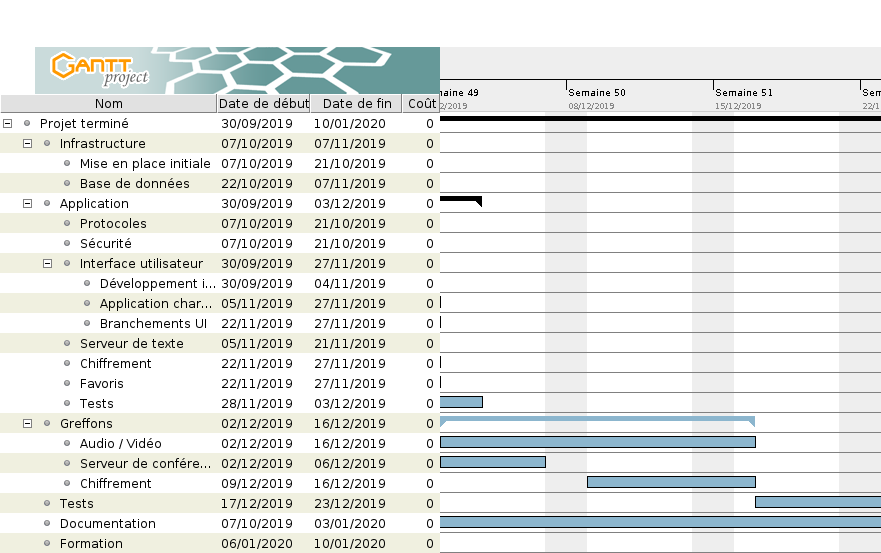 GANTT
project
maine 49
Semaine 50
Semaine 51
Sem
2/2019
08/12/2019
15/12/2019
22/1
Nom Date de début Date de fin Coût
Projet terminé 30/09/2019 10/01/2020 0
Infrastructure 07/10/2019 07/11/2019 0
Mise en place initiale 07/10/2019 21/10/2019 0
Base de données 22/10/2019 07/11/2019 0
Application 30/09/2019 03/12/2019 0
Protocoles 07/10/2019 21/10/2019 0
Sécurité 07/10/2019 21/10/2019 0
Interface utilisateur 30/09/2019 27/11/2019 0
Développement i... 30/09/2019 04/11/2019 0
Application char... 05/11/2019 27/11/2019 0
Branchements UI 22/11/2019 27/11/2019 0
Serveur de texte 05/11/2019 21/11/2019 0
Chiffrement 22/11/2019 27/11/2019 0
Favoris 22/11/2019 27/11/2019 0
Tests 28/11/2019 03/12/2019 0
Greffons 02/12/2019 16/12/2019 0
Audio / Vidéo 02/12/2019 16/12/2019 0
Serveur de confére... 02/12/2019 06/12/2019 0
Chiffrement 09/12/2019 16/12/2019 0
Tests 17/12/2019 23/12/2019 0
Documentation 07/10/2019 03/01/2020 0
Formation 06/01/2020 10/01/2020 0